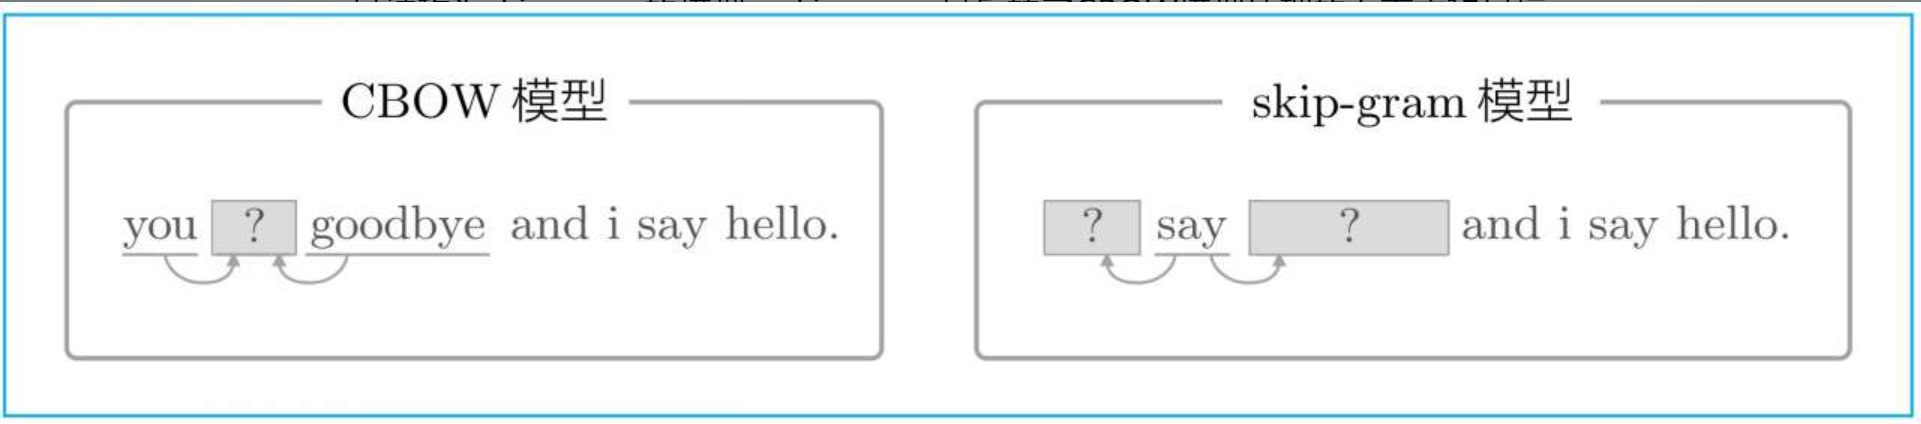 CBOW 模型
you ? goodbye and i say hello.
skip-gram 模型
? say ? and i say hello.